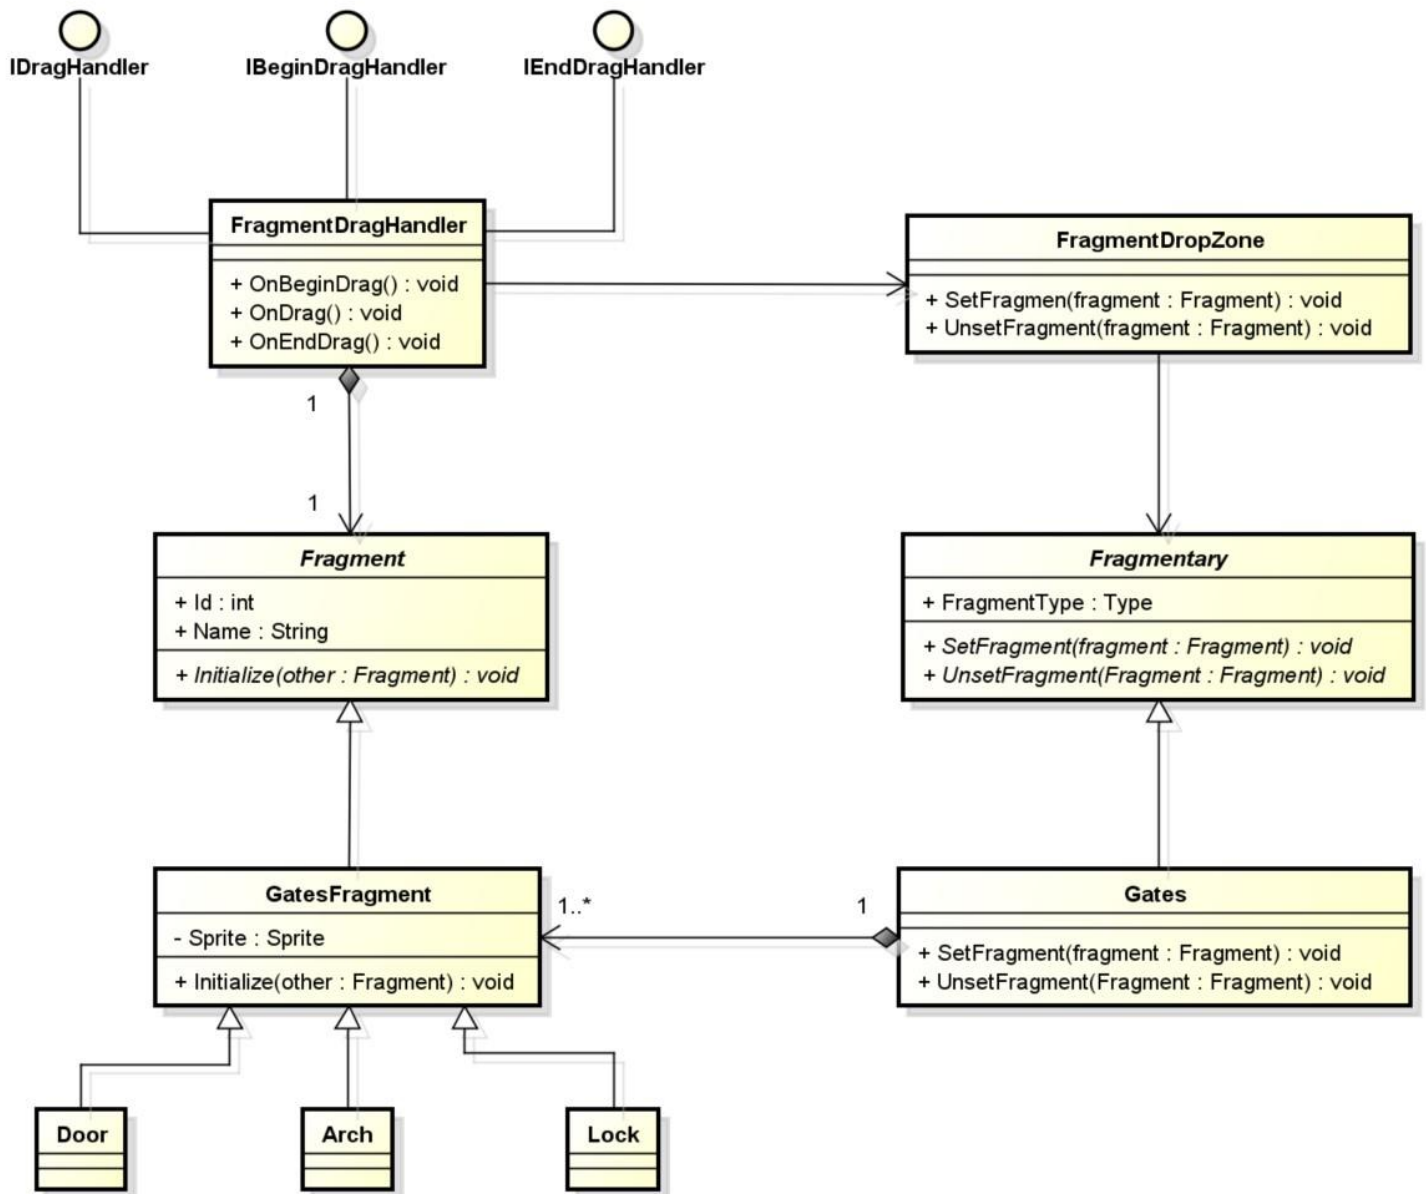 IDragHandler
IBeginDragHandler
IEndDragHandler
FragmentDragHandler
+ OnBeginDrag() : void
+ OnDrag() : void
+ OnEndDrag() : void
FragmentDropZone
+ SetFragmen(fragment : Fragment) : void
+ UnsetFragment(fragment : Fragment) : void
1
1
Fragment
+ Id : int
+ Name : String
+ Initialize(other : Fragment) : void
Fragmentary
+ FragmentType : Type
+ SetFragment(fragment : Fragment) : void
+ UnsetFragment(Fragment : Fragment) : void
GatesFragment
- Sprite : Sprite
+ Initialize(other : Fragment) : void
1..*
1
Gates
+ SetFragment(fragment : Fragment) : void
+ UnsetFragment(Fragment : Fragment) : void
Door
Arch
Lock